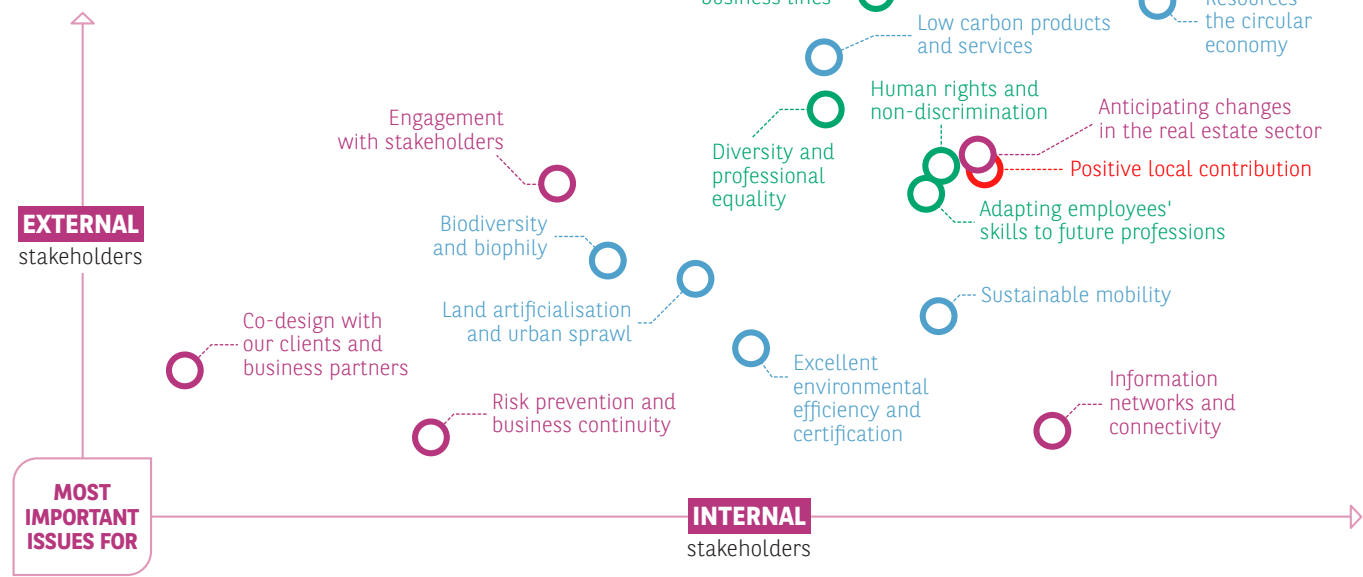 business lines
Resources
the circular
economy
Low carbon products
and services
Human rights and
non-discrimination
Anticipating changes
in the real estate sector
Engagement
with stakeholders
Diversity and
professional
equality
Positive local contribution
Adapting employees'
skills to future professions
EXTERNAL
stakeholders
Biodiversity
and biophily
Land artificialisation
and urban sprawl
Sustainable mobility
Co-design with
our clients and
business partners
Excellent
environmental
efficiency and
certification
Information
networks and
connectivity
Risk prevention and
business continuity
MOST
IMPORTANT
ISSUES FOR
INTERNAL
stakeholders